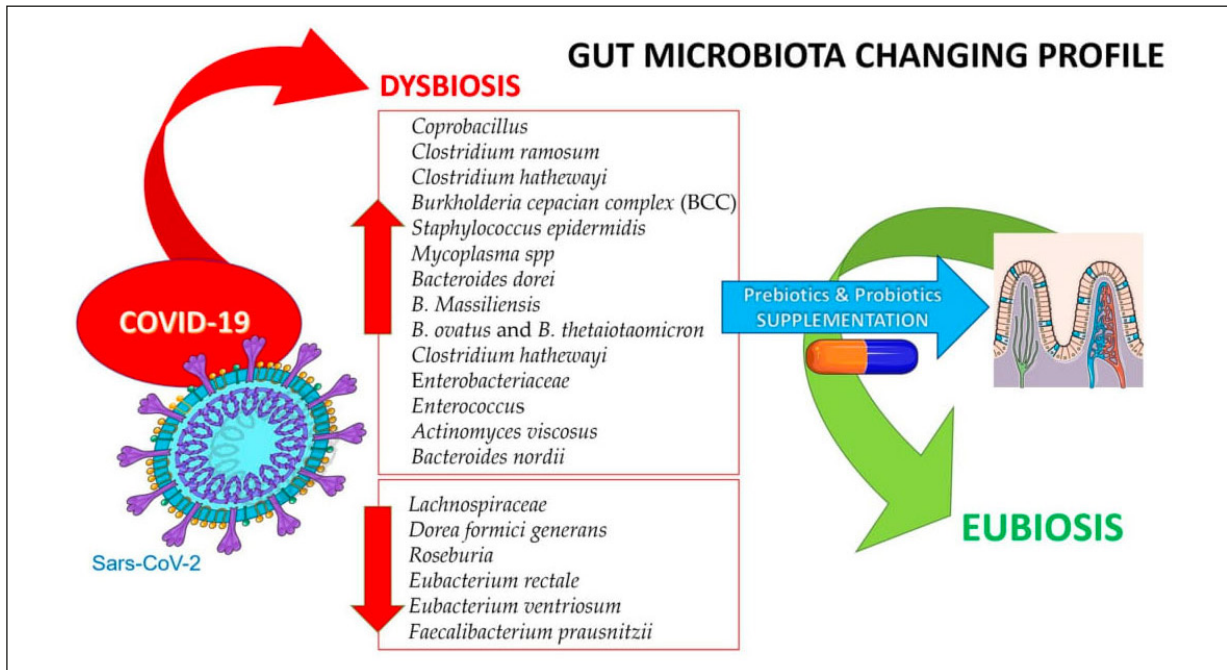 GUT MICROBIOTA CHANGING PROFILE
DYSBIOSIS
Coprobacillus
Clostridium ramosum
Clostridium hathewayi
Burkholderia cepacian complex (BCC)
Staphylococcus epidermidis
Mycoplasma spp
Bacteroides dorei
B. Massiliensis
B. ovatus and B. thetaiotaomicron
Clostridium hathewayi
Enterobacteriaceae
Enterococcus
Actinomyces viscosus
Bacteroides nordii
Lachnospiraceae
Dorea formici generans
Roseburia
Eubacterium rectale
Eubacterium ventriosum
Faecalibacterium prausnitzii
COVID-19
Sars-CoV-2
Prebiotics & Probiotics
SUPPLEMENTATION
EUBIOSIS